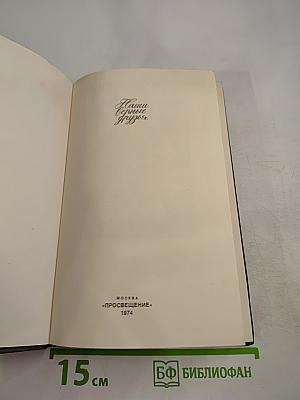 Наши
верные
друзья
МОСКВА
«ПРОСВЕЩЕНИЕ»
1974
15 см
БФ БИБЛИОФАН